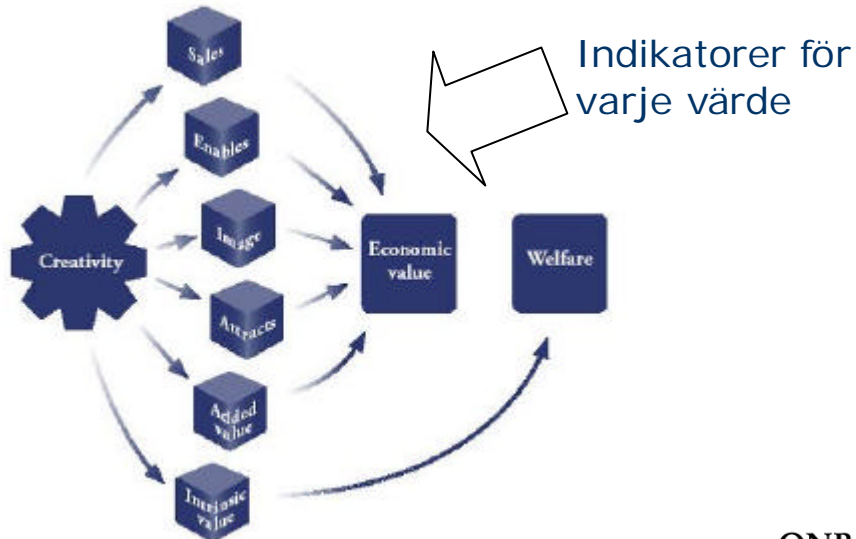 Indikatorer för
varje värde
Sales
Enables
Image
Attracts
Added
value
Intrinsic
value
Creativity
Economic
value
Welfare